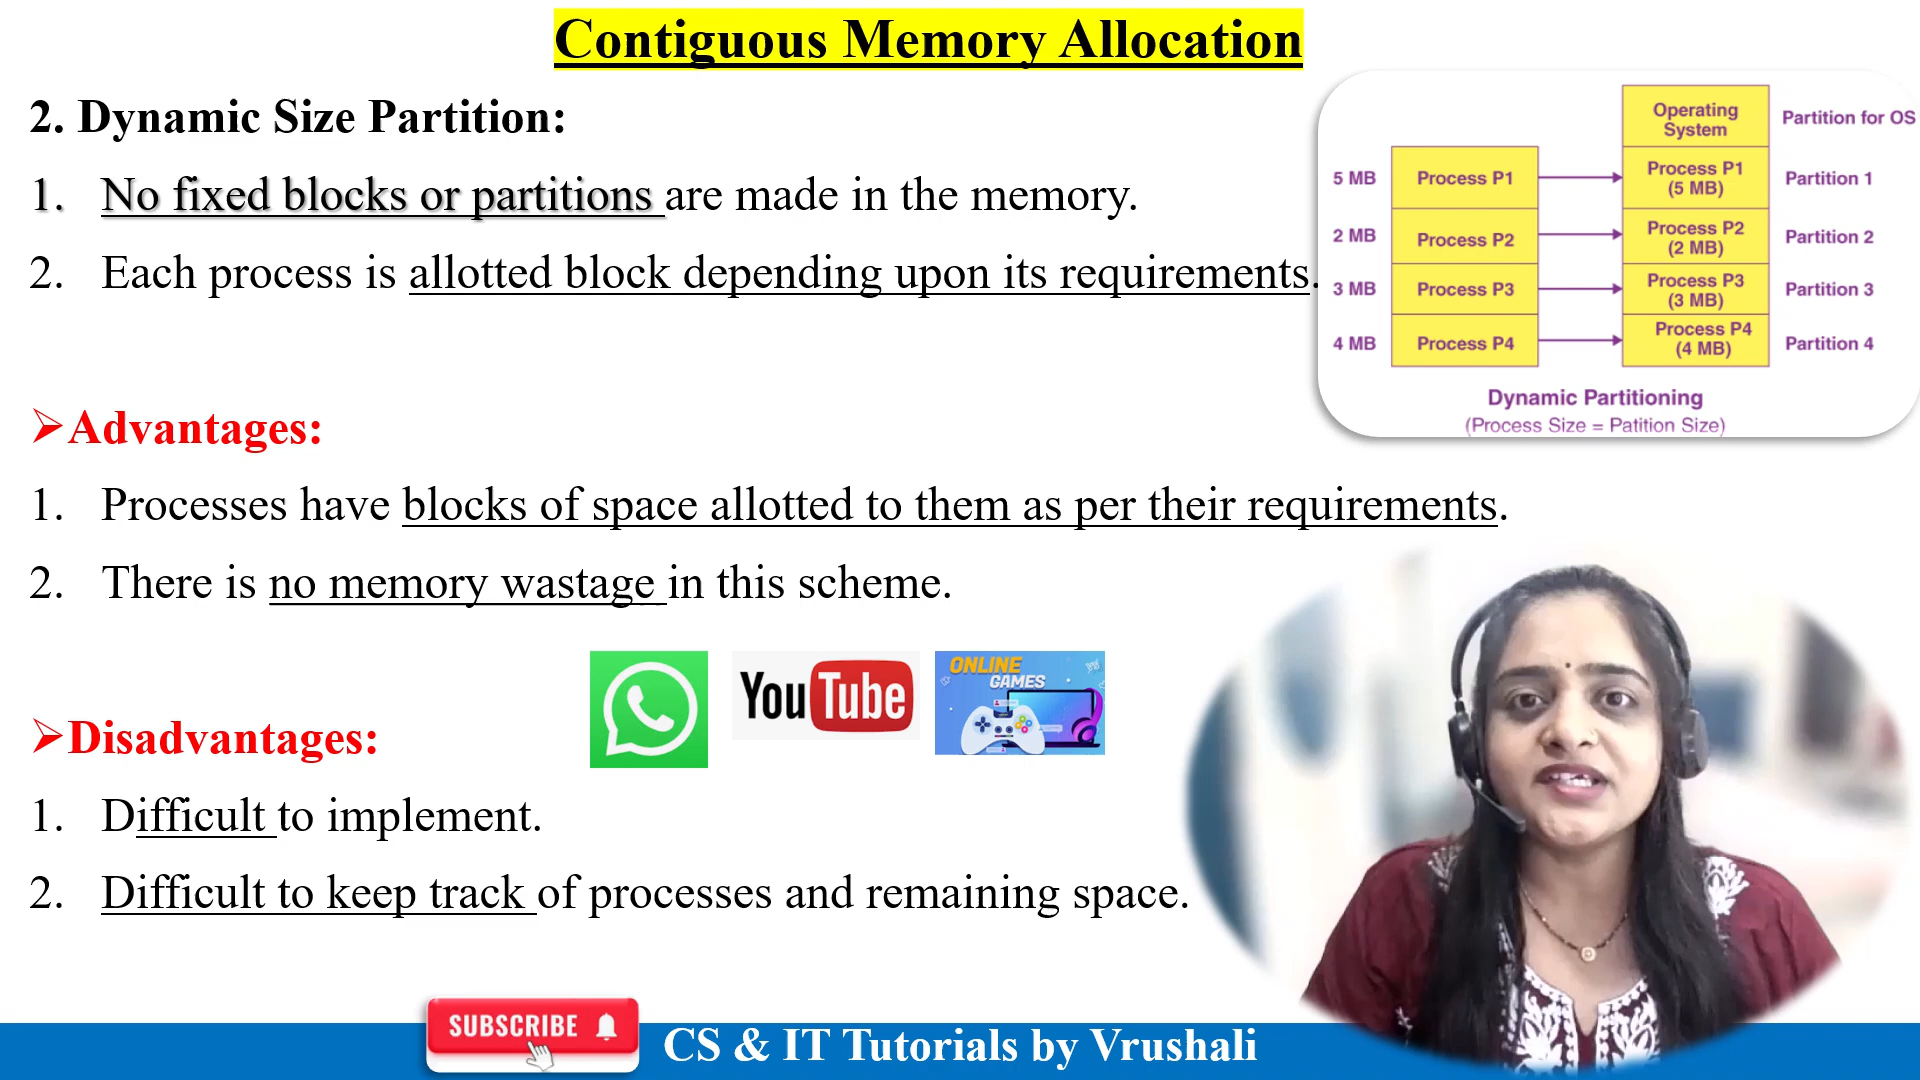 Contiguous Memory Allocation
2. Dynamic Size Partition:
1. No fixed blocks or partitions are made in the memory.
2. Each process is allotted block depending upon its requirements.
Operating System
Partition for OS
5 MB Process P1 Process P1 (5 MB) Partition 1
2 MB Process P2 Process P2 (2 MB) Partition 2
3 MB Process P3 Process P3 (3 MB) Partition 3
4 MB Process P4 Process P4 (4 MB) Partition 4
Dynamic Partitioning
(Process Size = Patition Size)
➢Advantages:
1. Processes have blocks of space allotted to them as per their requirements.
2. There is no memory wastage in this scheme.
YouTube
ONLINE
GAMES
➢Disadvantages:
1. Difficult to implement.
2. Difficult to keep track of processes and remaining space.
SUBSCRIBE
CS & IT Tutorials by Vrushali